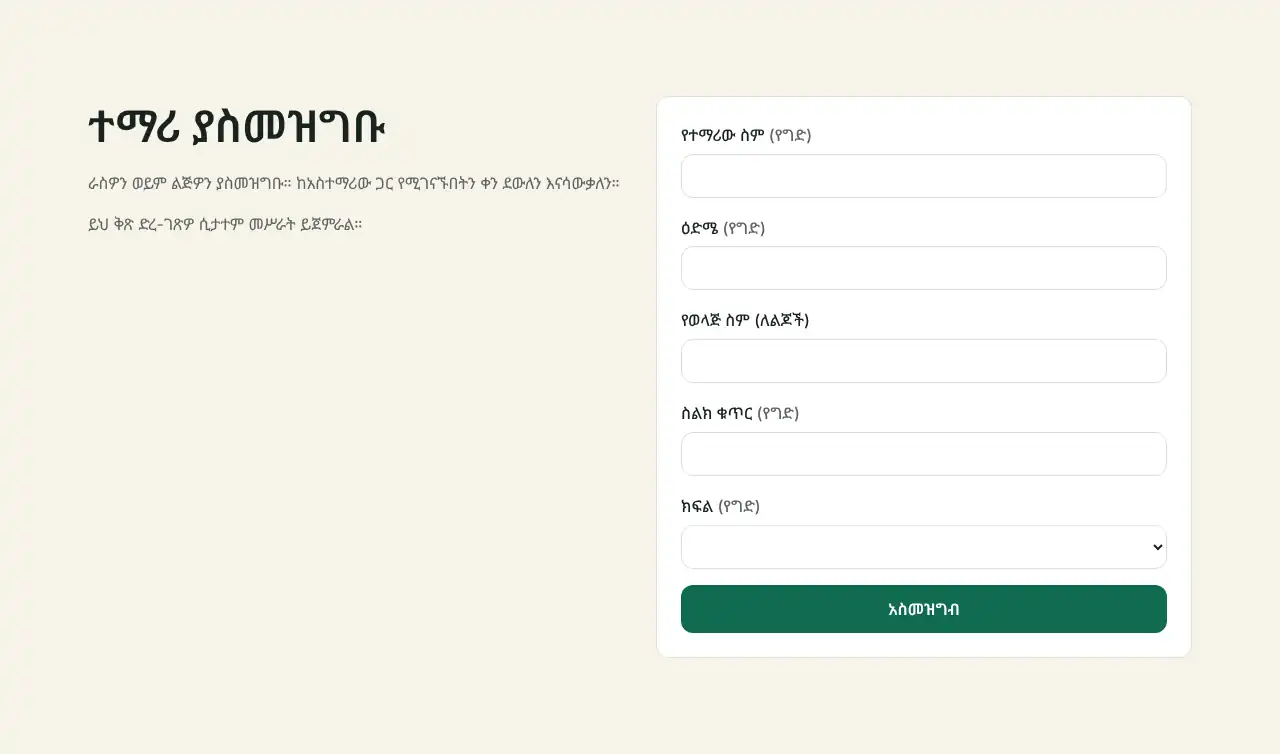 ተማሪ ያስመዝግቡ
ራስዎን ወይም ልጅዎን ያስመዝግቡ። ከአስተማሪው ጋር የሚገናኙበትን ቀን ደውለን እናሳውቃለን።
ይህ ቅጽ ድረ-ገጽዎ ሲታተም መሥራት ይጀምራል።
የተማሪው ስም (የግድ)
ዕድሜ (የግድ)
የወላጅ ስም (ለልጆች)
ስልክ ቁጥር (የግድ)
ክፍል (የግድ)
አስመዝግብ